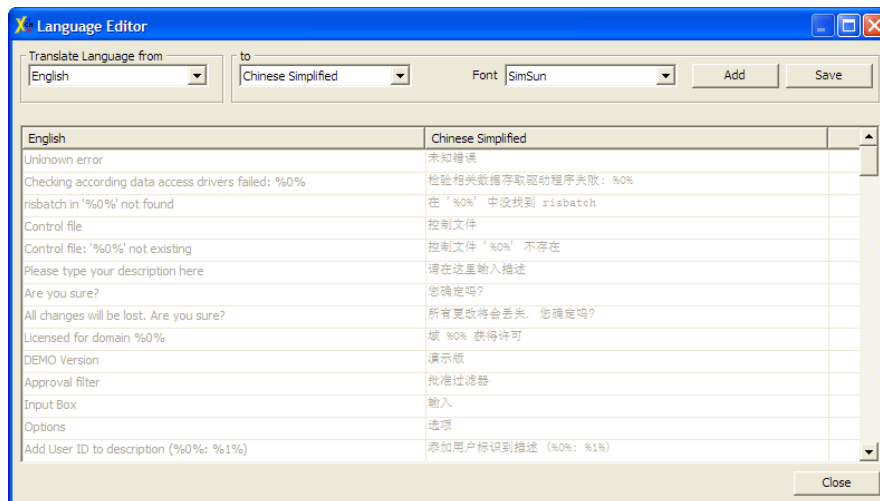 Language Editor
Translate Language from
to
English
Chinese Simplified
Font
SimSun
Add
Save
English
Chinese Simplified
Unknown error
未知错误
Checking according data access drivers failed: %0%
检验相关数据存取驱动程序失败: %0%
risbatch in '%0%' not found
在 '%0%' 中没找到 risbatch
Control file
控制文件
Control file: '%0%' not existing
控制文件 '%0%' 不存在
Please type your description here
请在这里输入描述
Are you sure?
您确定吗?
All changes will be lost. Are you sure?
所有更改将会丢失. 您确定吗?
Licensed for domain %0%
域 %0% 获得许可
DEMO Version
演示版
Approval filter
批准过滤器
Input Box
输入
Options
选项
Add User ID to description (%0%: %1%)
添加用户标识到描述 (%0%: %1%)
Close